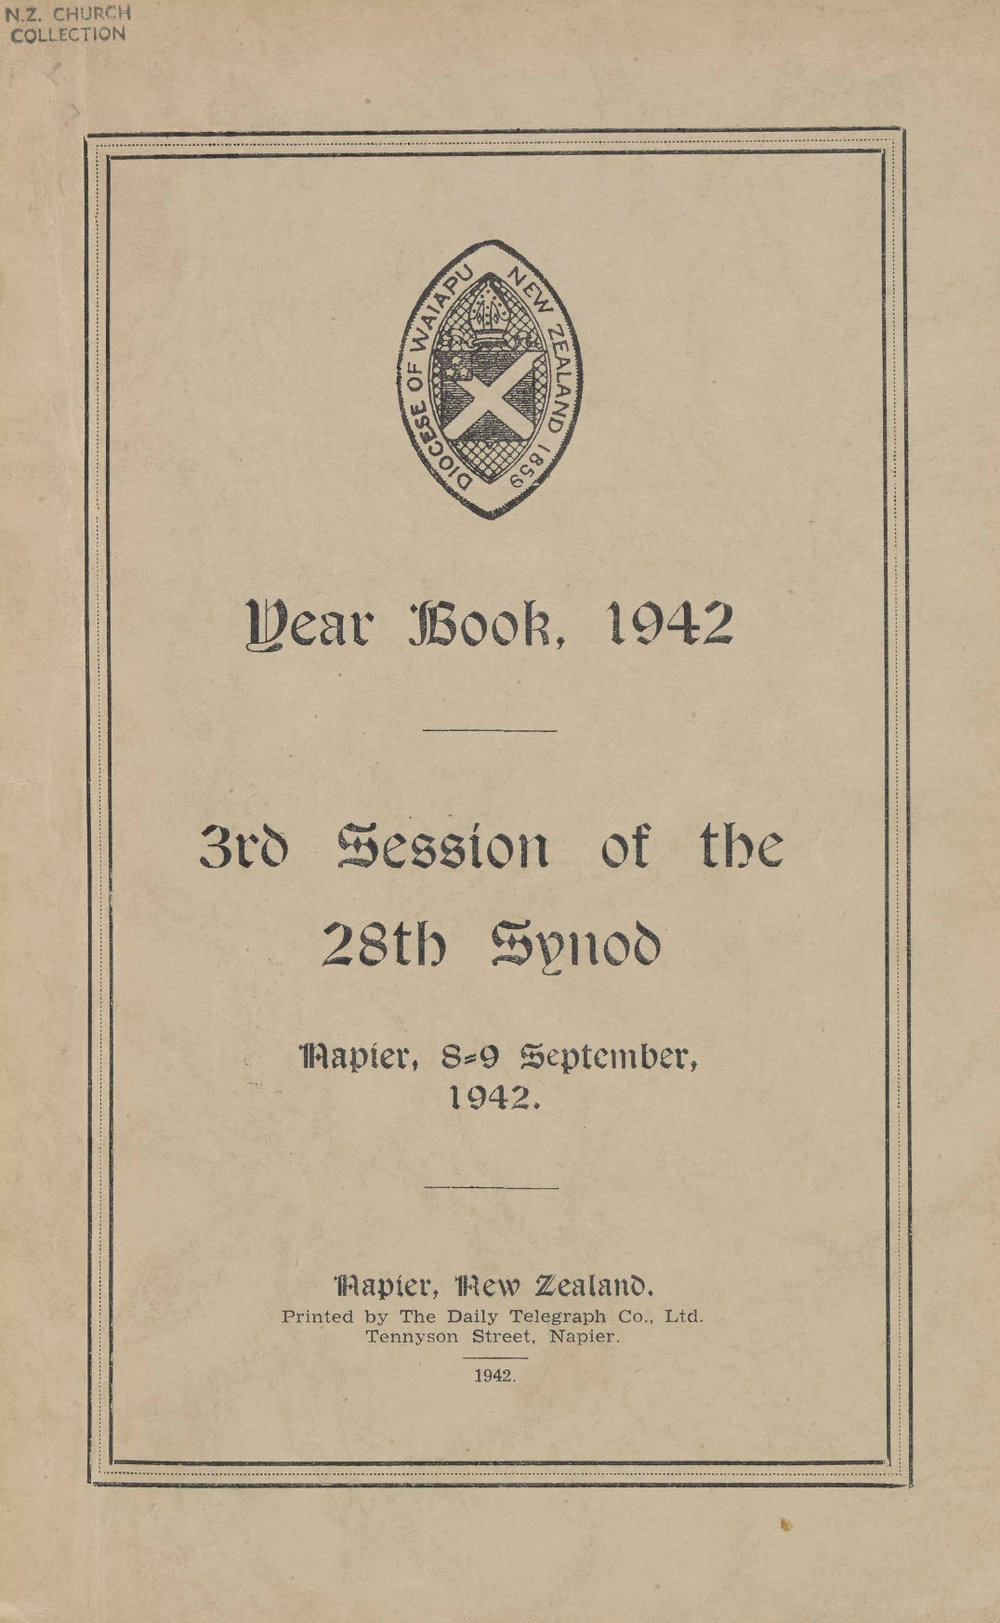 N.Z. CHURCH
COLLECTION
DIOCESE OF WAIAPU NEW ZEALAND 1859
Year Book, 1942
3rd Session of the
28th Synod
Napier, 8-9 September,
1942.
Napier, New Zealand.
Printed by The Daily Telegraph Co., Ltd.
Tennyson Street, Napier.
1942.